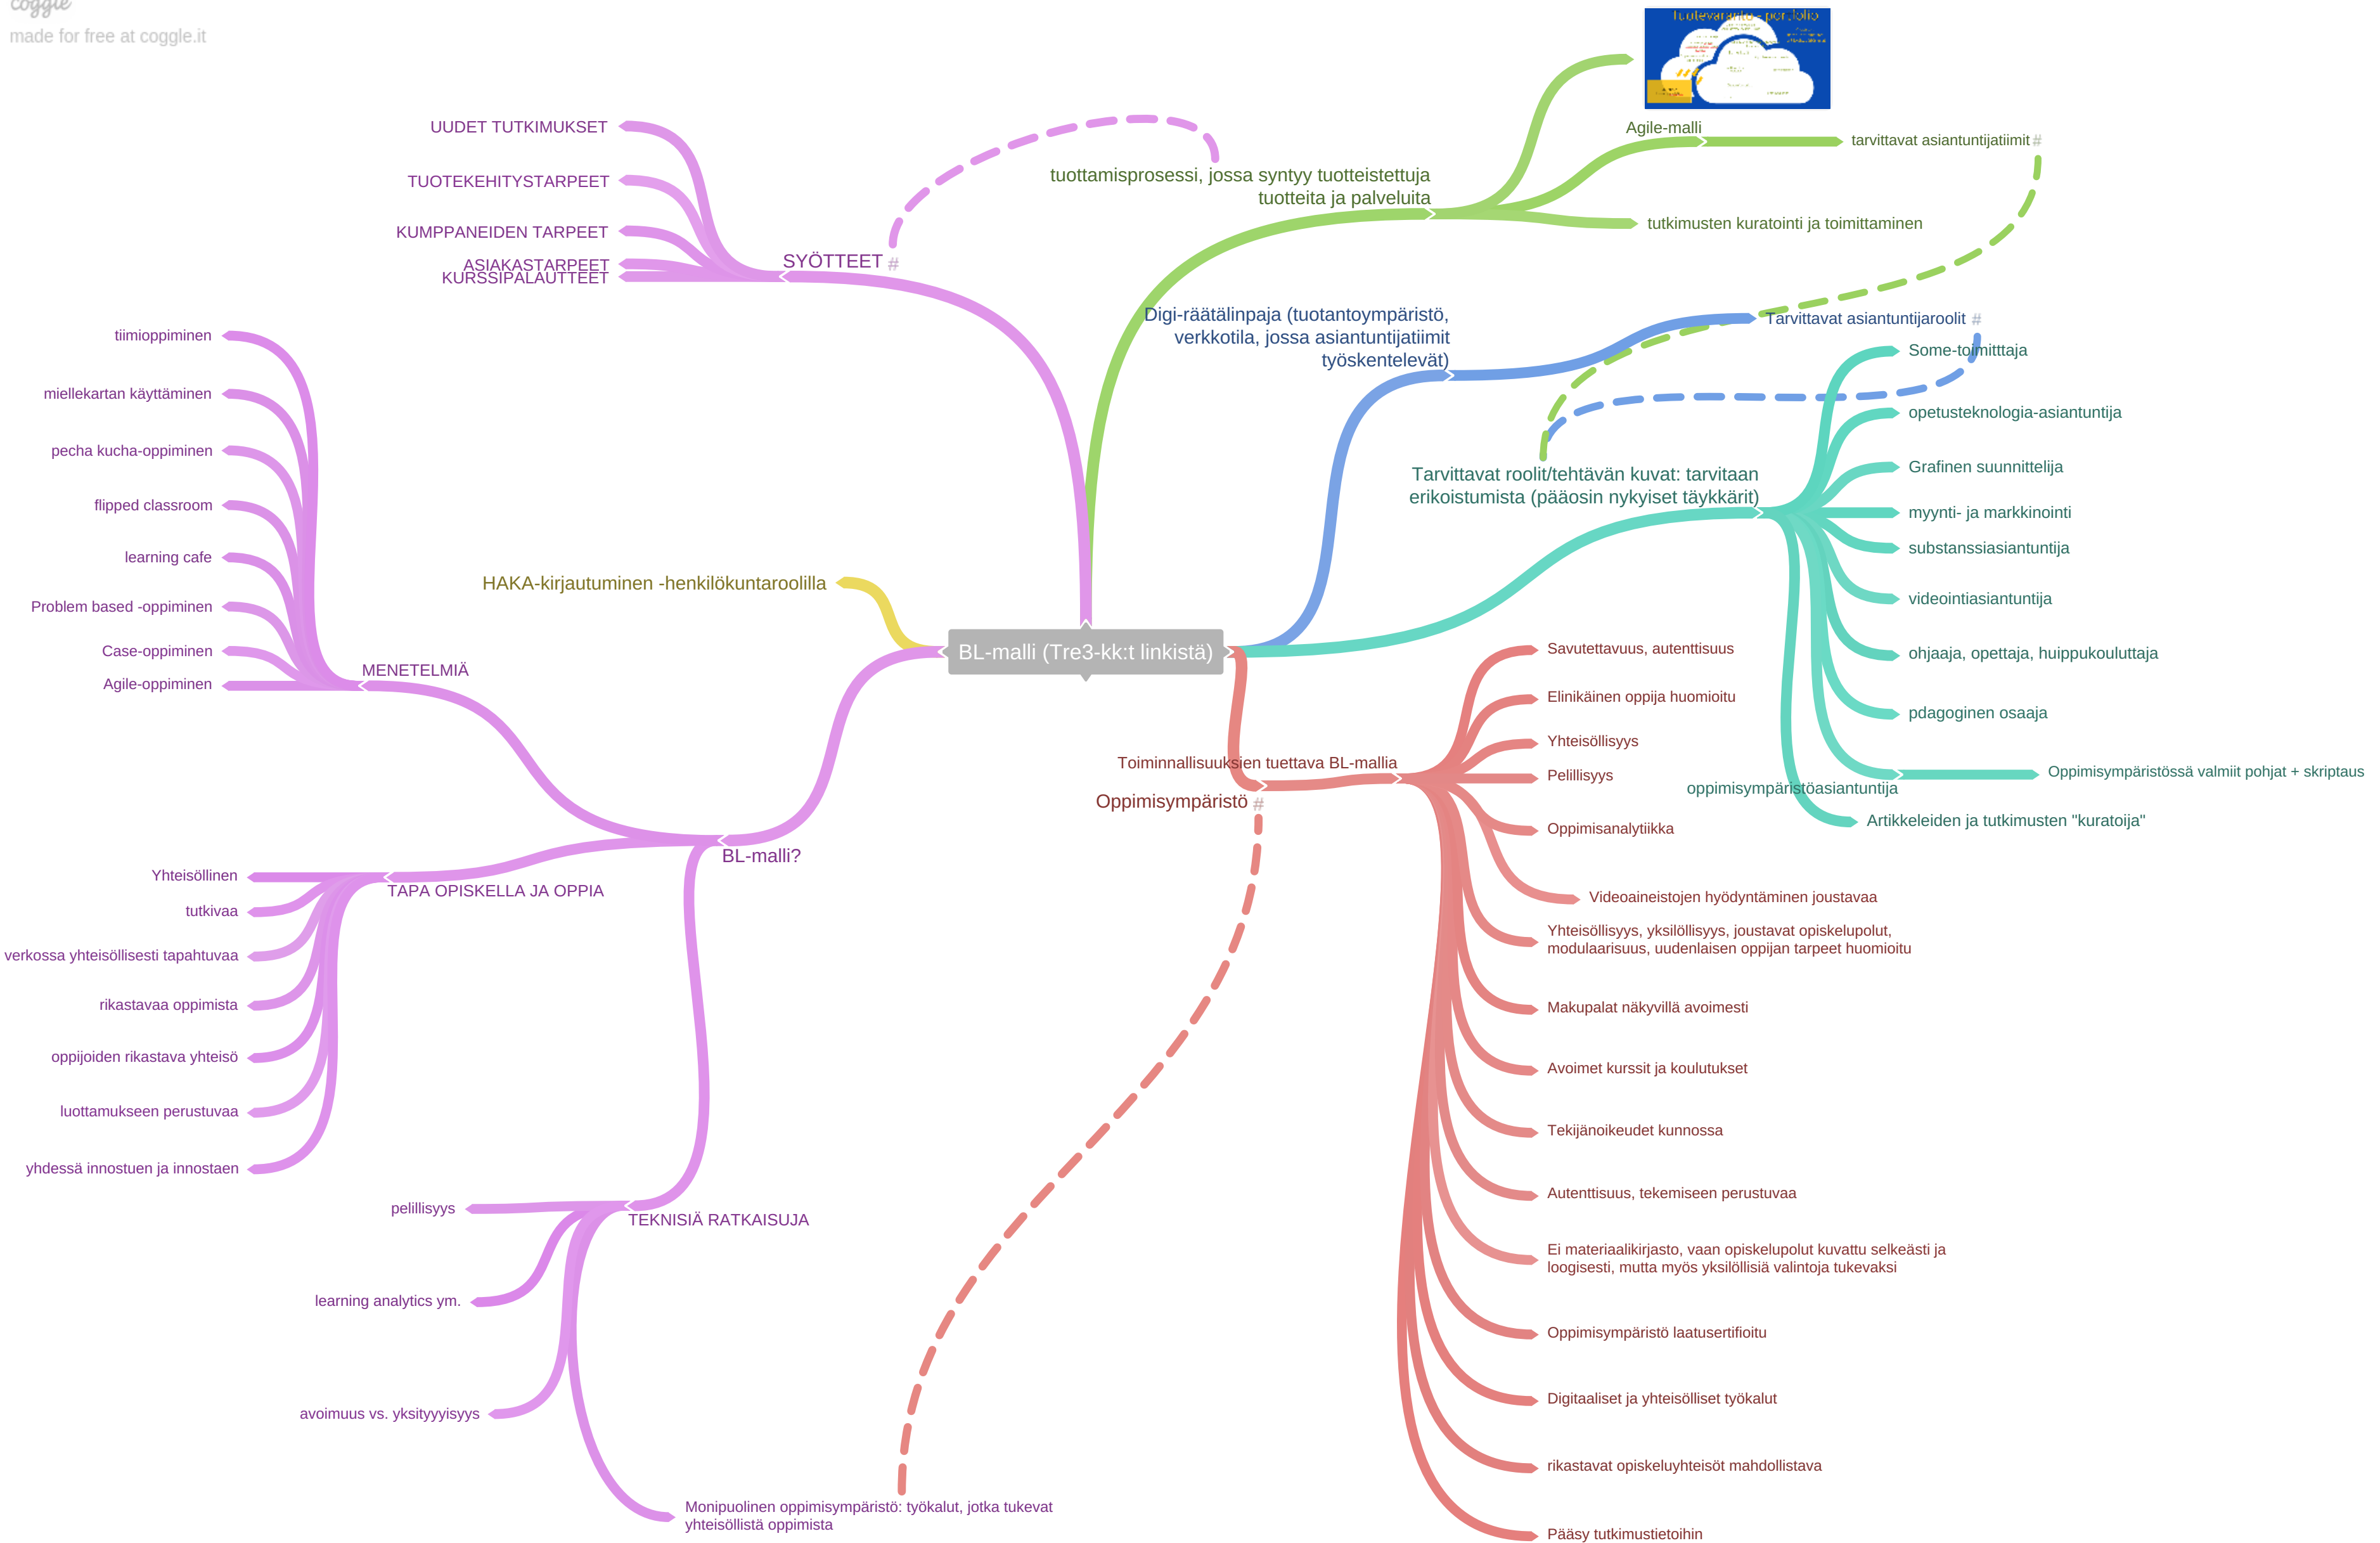 coggle
made for free at coggle.it
Tuotevaranto - portfolio
UUDET TUTKIMUKSET
TUOTEKEHITYSTARPEET
KUMPPANEIDEN TARPEET
ASIAKASTARPEET
KURSSIPALAUTTEET
SYÖTTEET #
tuottamisprosessi, jossa syntyy tuotteistettuja
tuotteita ja palveluita
Agile-malli
tarvittavat asiantuntijatiimit #
tutkimusten kuratointi ja toimittaminen
Digi-räätälinpaja (tuotantoympäristö,
verkkotila, jossa asiantuntijatiimit
työskentelevät)
Tarvittavat asiantuntijaroolit #
Tarvittavat roolit/tehtävän kuvat: tarvitaan
erikoistumista (pääosin nykyiset täykkärit)
Some-toimitttaja
opetusteknologia-asiantuntija
Grafinen suunnittelija
myynti- ja markkinointi
substanssiasiantuntija
videointiasiantuntija
ohjaaja, opettaja, huippukouluttaja
pdagoginen osaaja
oppimisympäristöasiantuntija
Oppimisympäristössä valmiit pohjat + skriptaus
Artikkeleiden ja tutkimusten "kuratoija"
HAKA-kirjautuminen -henkilökuntaroolilla
BL-malli (Tre3-kk:t linkistä)
tiimioppiminen
miellekartan käyttäminen
pecha kucha-oppiminen
flipped classroom
learning cafe
Problem based -oppiminen
Case-oppiminen
Agile-oppiminen
MENETELMIÄ
BL-malli?
TAPA OPISKELLA JA OPPIA
Yhteisöllinen
tutkivaa
verkossa yhteisöllisesti tapahtuvaa
rikastavaa oppimista
oppijoiden rikastava yhteisö
luottamukseen perustuvaa
yhdessä innostuen ja innostaen
TEKNISIÄ RATKAISUJA
pelillisyys
learning analytics ym.
avoimuus vs. yksityyyisyys
Monipuolinen oppimisympäristö: työkalut, jotka tukevat
yhteisöllistä oppimista
Toiminnallisuuksien tuettava BL-mallia
Oppimisympäristö #
Savutettavuus, autenttisuus
Elinikäinen oppija huomioitu
Yhteisöllisyys
Pelillisyys
Oppimisanalytiikka
Videoaineistojen hyödyntäminen joustavaa
Yhteisöllisyys, yksilöllisyys, joustavat opiskelupolut,
modulaarisuus, uudenlaisen oppijan tarpeet huomioitu
Makupalat näkyvillä avoimesti
Avoimet kurssit ja koulutukset
Tekijänoikeudet kunnossa
Autenttisuus, tekemiseen perustuvaa
Ei materiaalikirjasto, vaan opiskelupolut kuvattu selkeästi ja
loogisesti, mutta myös yksilöllisiä valintoja tukevaksi
Oppimisympäristö laatusertifioitu
Digitaaliset ja yhteisölliset työkalut
rikastavat opiskeluyhteisöt mahdollistava
Pääsy tutkimustietoihin